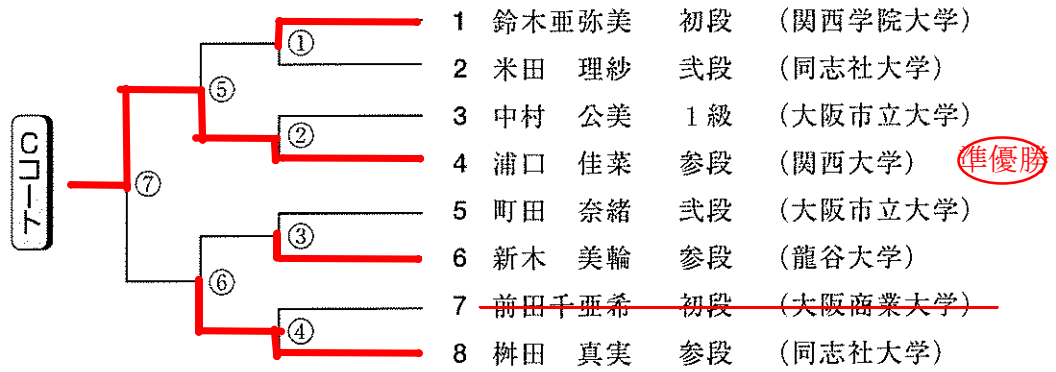 Cコート
1 鈴木亜弥美 初段 (関西学院大学)
①
2 米田 理紗 弐段 (同志社大学)
⑤
3 中村 公美 1級 (大阪市立大学)
②
4 浦口 佳菜 参段 (関西大学) 準優勝
⑦
5 町田 奈緒 弐段 (大阪市立大学)
③
6 新木 美輪 参段 (龍谷大学)
⑥
7 前田千亜希 初段 (大阪商業大学)
④
8 桝田 真実 参段 (同志社大学)